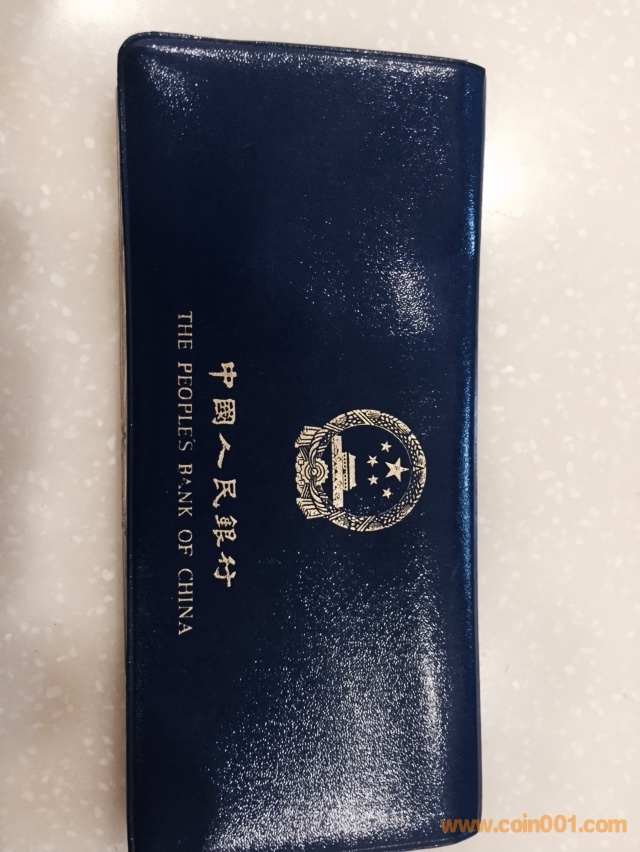 中國人民銀行
THE PEOPLE'S BANK OF CHINA
www.coin001.com